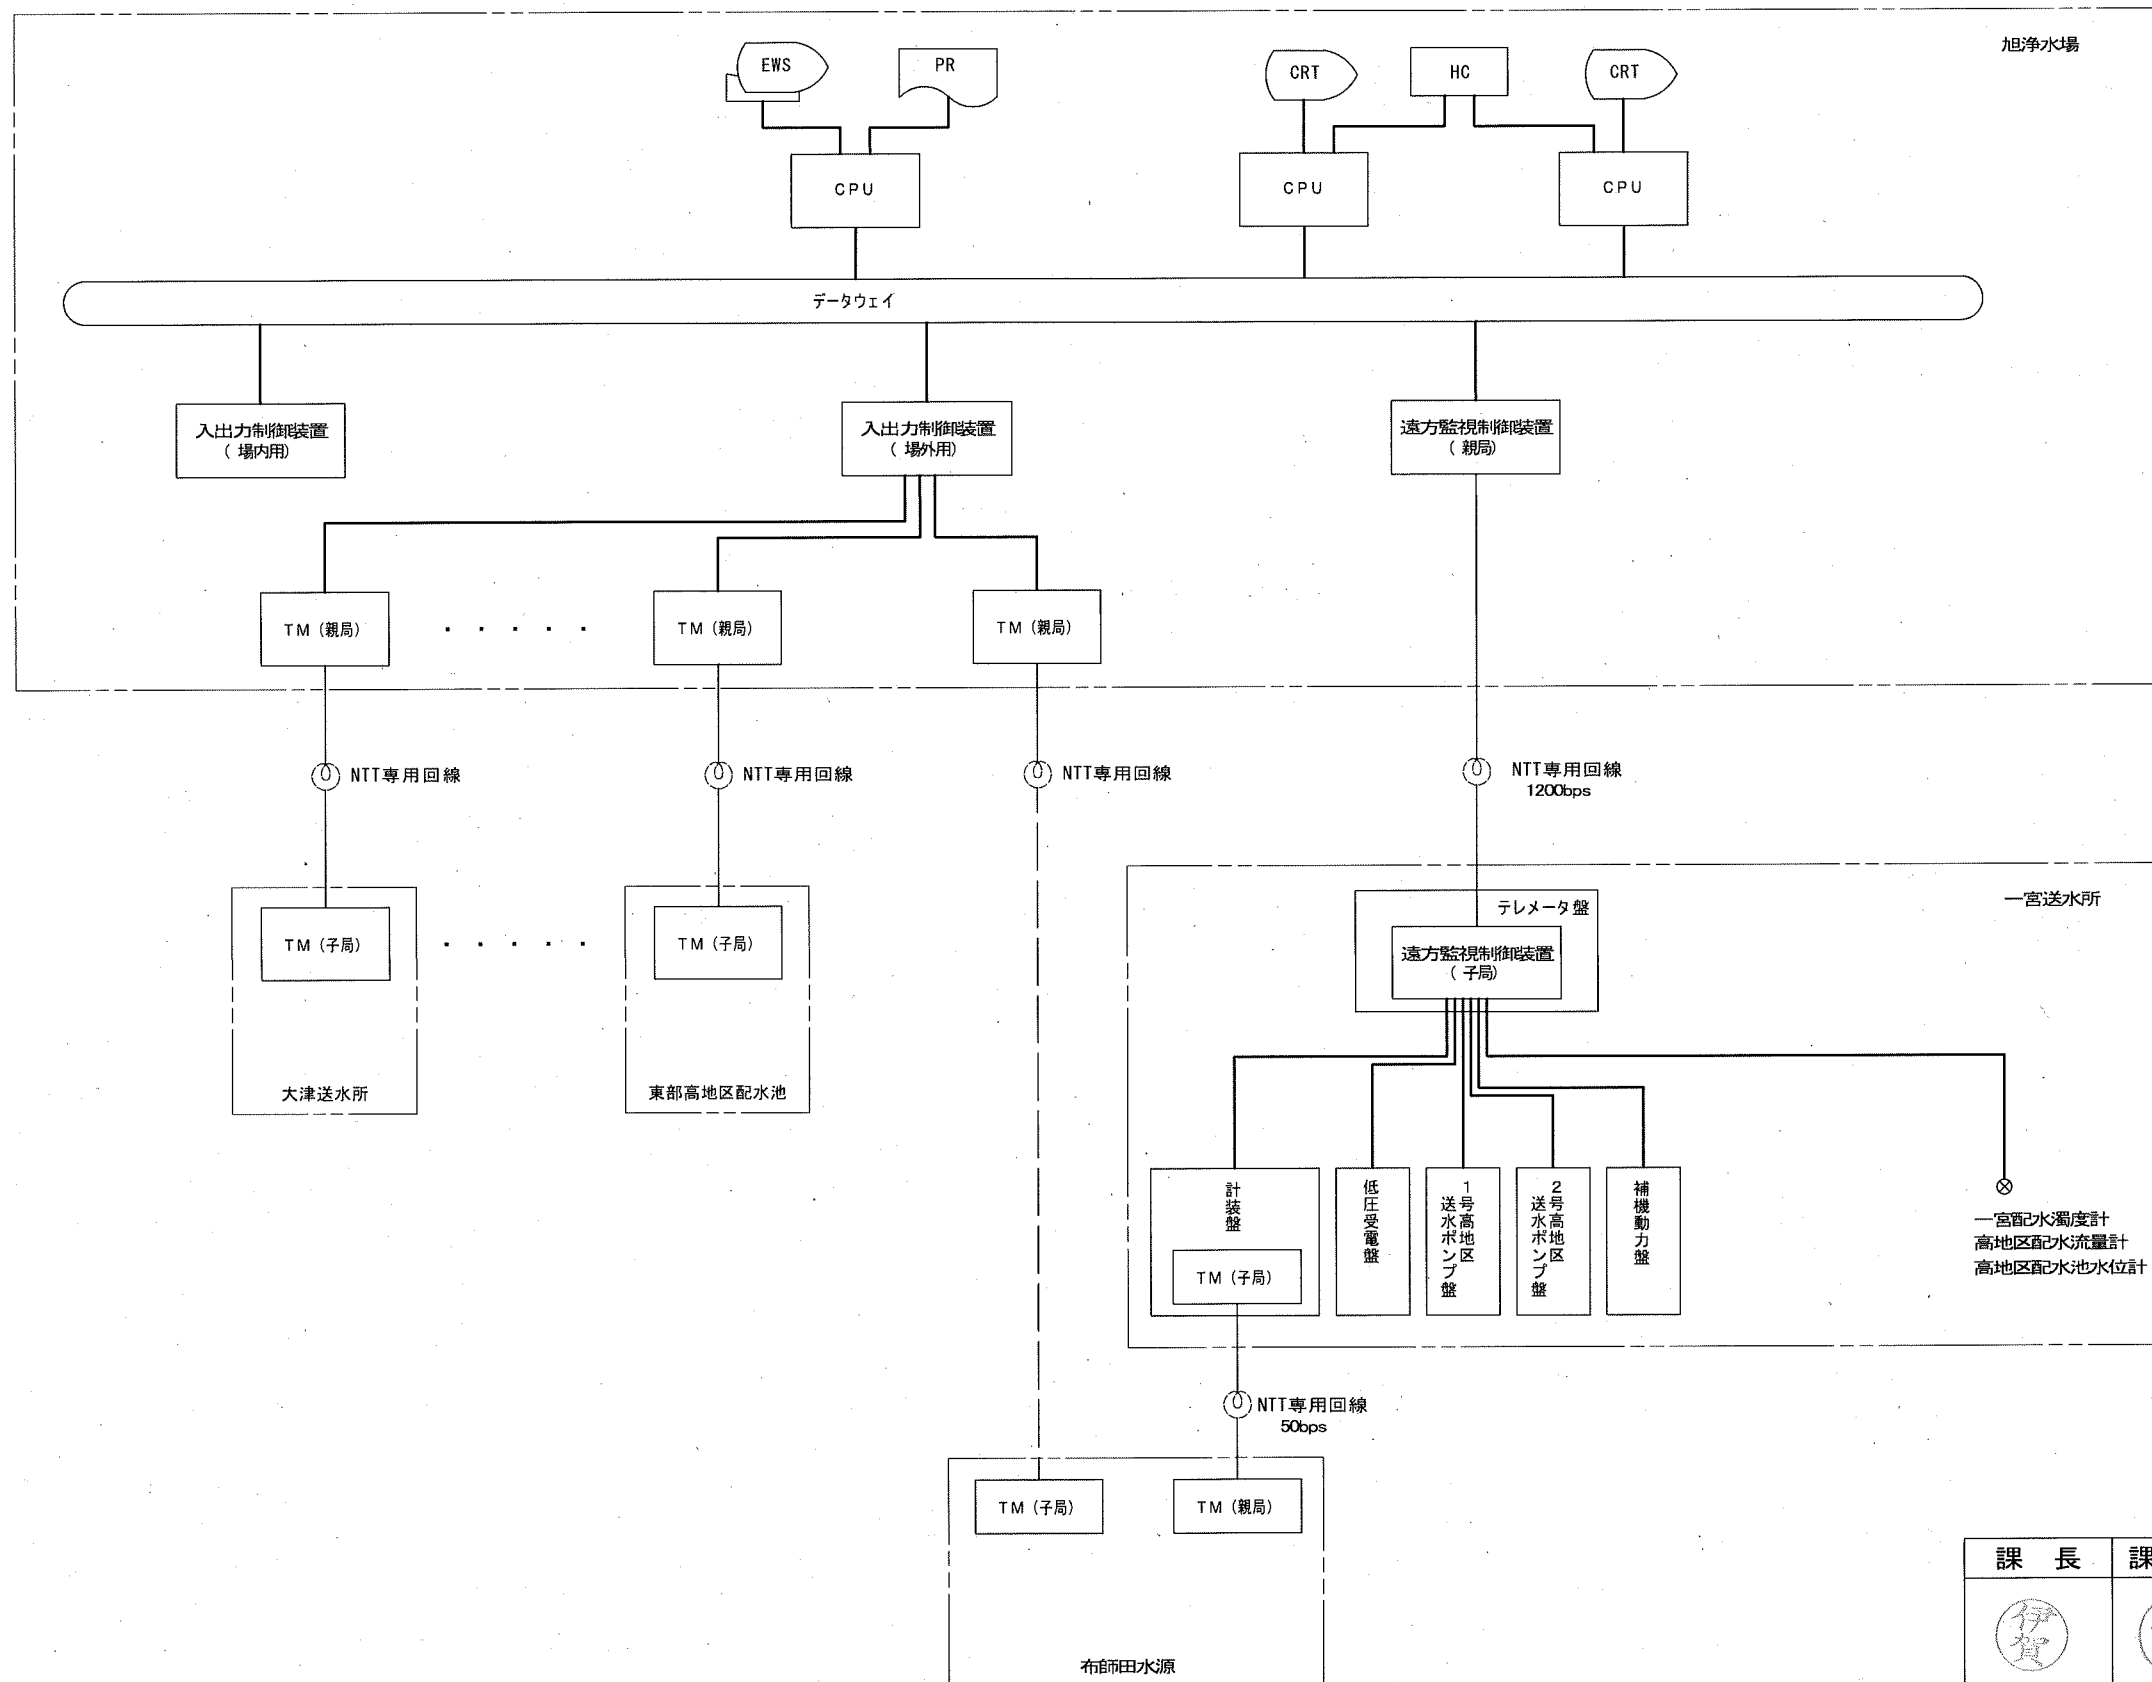 旭浄水場
EWS
PR
CRT
HC
CRT
CPU
CPU
CPU
データウェイ
入出力制御装置
(場内用)
入出力制御装置
(場外用)
遠方監視制御装置
(親局)
TM(親局)
・・・・・
TM(親局)
TM(親局)
NTT専用回線
NTT専用回線
NTT専用回線
NTT専用回線
1200bps
一宮送水所
テレメータ盤
遠方監視制御装置
(子局)
TM(子局)
・・・・・
TM(子局)
大津送水所
東部高地区配水池
計装盤
TM(子局)
低圧受電盤
1号高地区
送水ポンプ盤
2号高地区
送水ポンプ盤
補機動力盤
一宮配水濁度計
高地区配水流量計
高地区配水池水位計
NTT専用回線
50bps
TM(子局)
TM(親局)
布師田水源
課長
課
伊賀